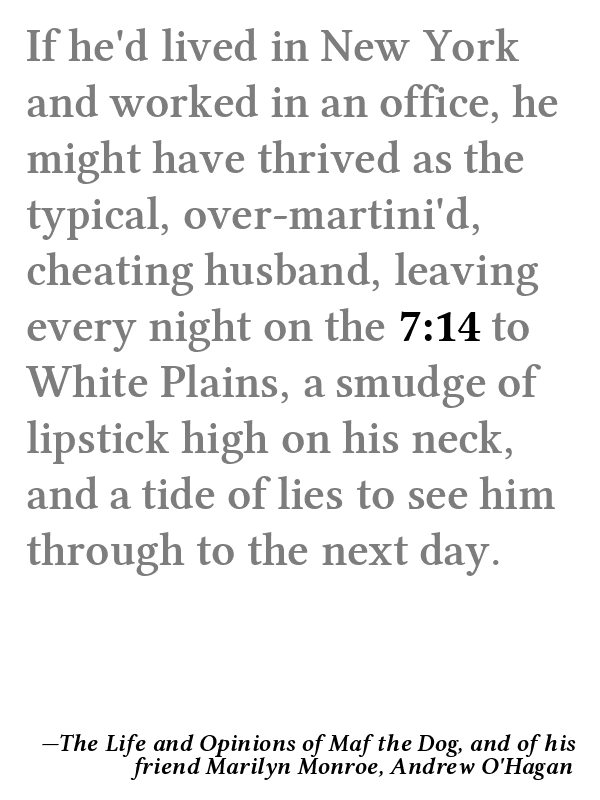 If he'd lived in New York
and worked in an office, he
might have thrived as the
typical, over-martini'd,
cheating husband, leaving
every night on the 7:14 to
White Plains, a smudge of
lipstick high on his neck,
and a tide of lies to see him
through to the next day.
—The Life and Opinions of Maf the Dog, and of his
friend Marilyn Monroe, Andrew O'Hagan